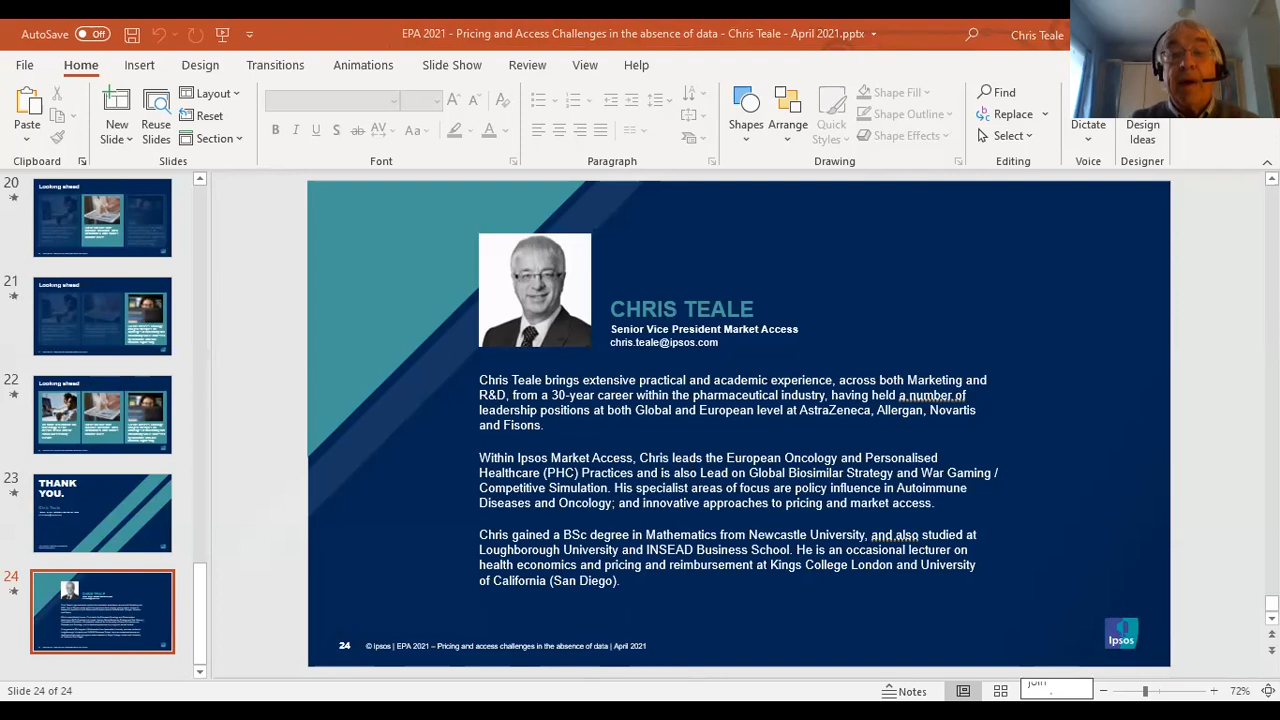 AutoSave
Off
EPA 2021 - Pricing and Access Challenges in the absence of data - Chris Teale - April 2021.pptx
Chris Teale
File
Home
Insert
Design
Transitions
Animations
Slide Show
Review
View
Help
Paste
Clipboard
New
Slide
Reuse
Slides
Layout
Reset
Section
Slides
B
I
U
S
ab
AV
Aa
A
Font
Paragraph
Shapes
Arrange
Quick
Styles
Shape Fill
Shape Outline
Shape Effects
Drawing
Find
Replace
Select
Editing
Dictate
Voice
Design
Ideas
Designer
20
Looking ahead
21
Looking ahead
22
Looking ahead
23
THANK
YOU.
24
CHRIS TEALE
Senior Vice President Market Access
chris.teale@ipsos.com
Chris Teale brings extensive practical and academic experience, across both Marketing and
R&D, from a 30-year career within the pharmaceutical industry, having held a number of
leadership positions at both Global and European level at AstraZeneca, Allergan, Novartis
and Fisons.
Within Ipsos Market Access, Chris leads the European Oncology and Personalised
Healthcare (PHC) Practices and is also Lead on Global Biosimilar Strategy and War Gaming /
Competitive Simulation. His specialist areas of focus are policy influence in Autoimmune
Diseases and Oncology; and innovative approaches to pricing and market access.
Chris gained a BSc degree in Mathematics from Newcastle University, and also studied at
Loughborough University and INSEAD Business School. He is an occasional lecturer on
health economics and pricing and reimbursement at Kings College London and University
of California (San Diego).
24
© Ipsos | EPA 2021 – Pricing and access challenges in the absence of data | April 2021
Ipsos
Slide 24 of 24
Notes
72%